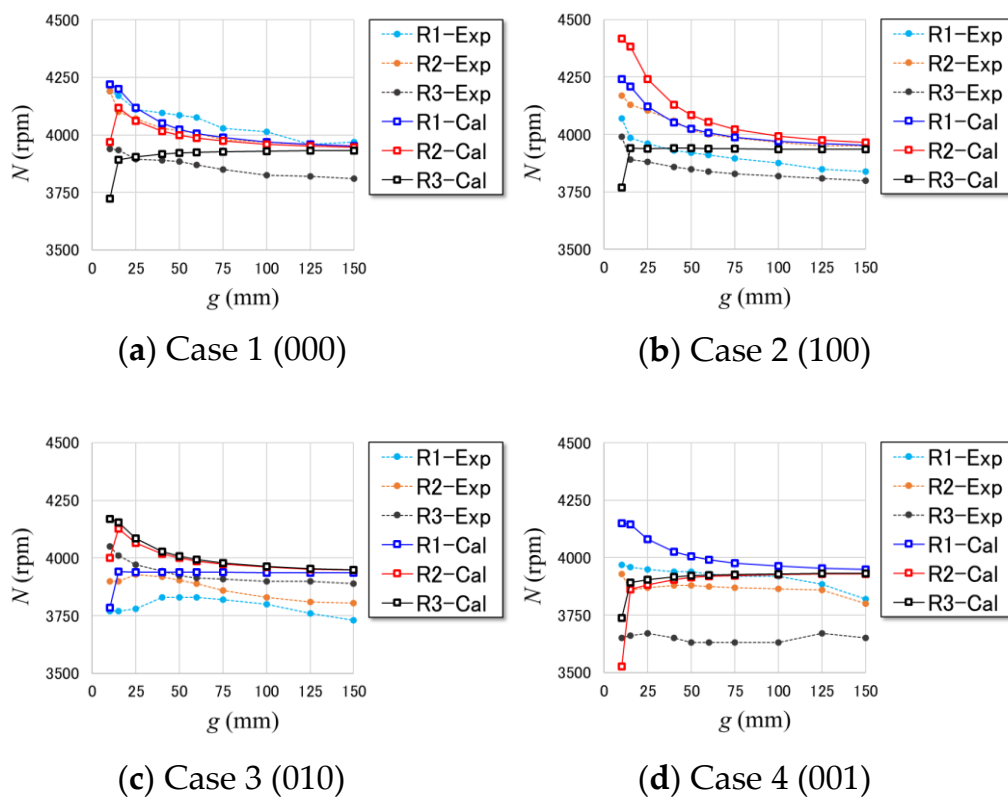 4500
4250
4000
3750
3500
N (rpm)
0 25 50 75 100 125 150
g (mm)
R1-Exp
R2-Exp
R3-Exp
R1-Cal
R2-Cal
R3-Cal
(a) Case 1 (000)
4500
4250
4000
3750
3500
N (rpm)
0 25 50 75 100 125 150
g (mm)
R1-Exp
R2-Exp
R3-Exp
R1-Cal
R2-Cal
R3-Cal
(b) Case 2 (100)
4500
4250
4000
3750
3500
N (rpm)
0 25 50 75 100 125 150
g (mm)
R1-Exp
R2-Exp
R3-Exp
R1-Cal
R2-Cal
R3-Cal
(c) Case 3 (010)
4500
4250
4000
3750
3500
N (rpm)
0 25 50 75 100 125 150
g (mm)
R1-Exp
R2-Exp
R3-Exp
R1-Cal
R2-Cal
R3-Cal
(d) Case 4 (001)